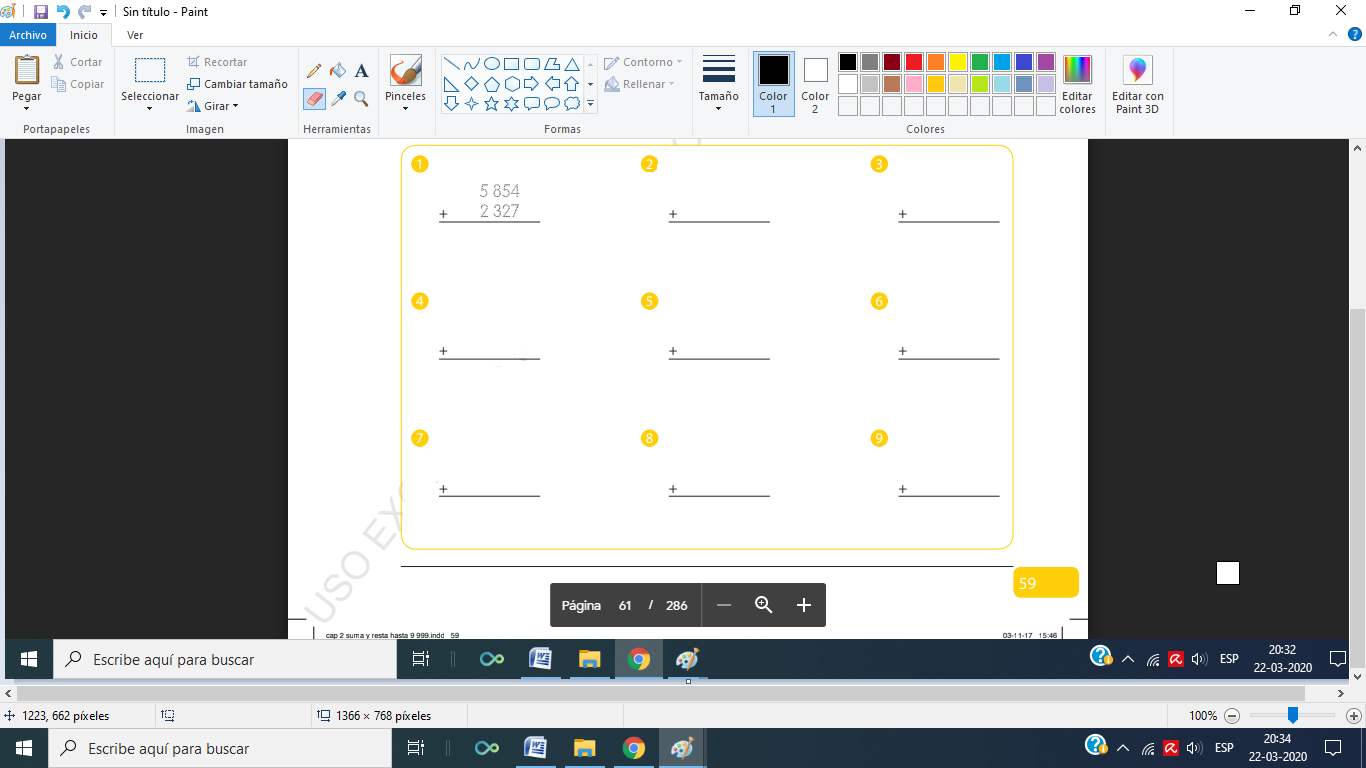 Sin título - Paint
Archivo Inicio Ver
Pegar
Cortar
Copiar
Portapapeles
Seleccionar
Recortar
Cambiar tamaño
Girar
Imagen
A
Herramientas
Pinceles
Contorno
Rellenar
Formas
Tamaño
Color 1
Color 2
Editar colores
Colores
Editar con Paint 3D
1 2 3
5 854
+ 2 327 + +
4 5 6
+ + +
7 8 9
+ + +
USO
59
Página 61 / 286
cap 2 suma y resta hasta 9 999.indd 59 03-11-17 15:46
Escribe aquí para buscar
ESP
20:32
22-03-2020
1223, 662 píxeles 1366 × 768 píxeles 100%
Escribe aquí para buscar
ESP
20:34
22-03-2020